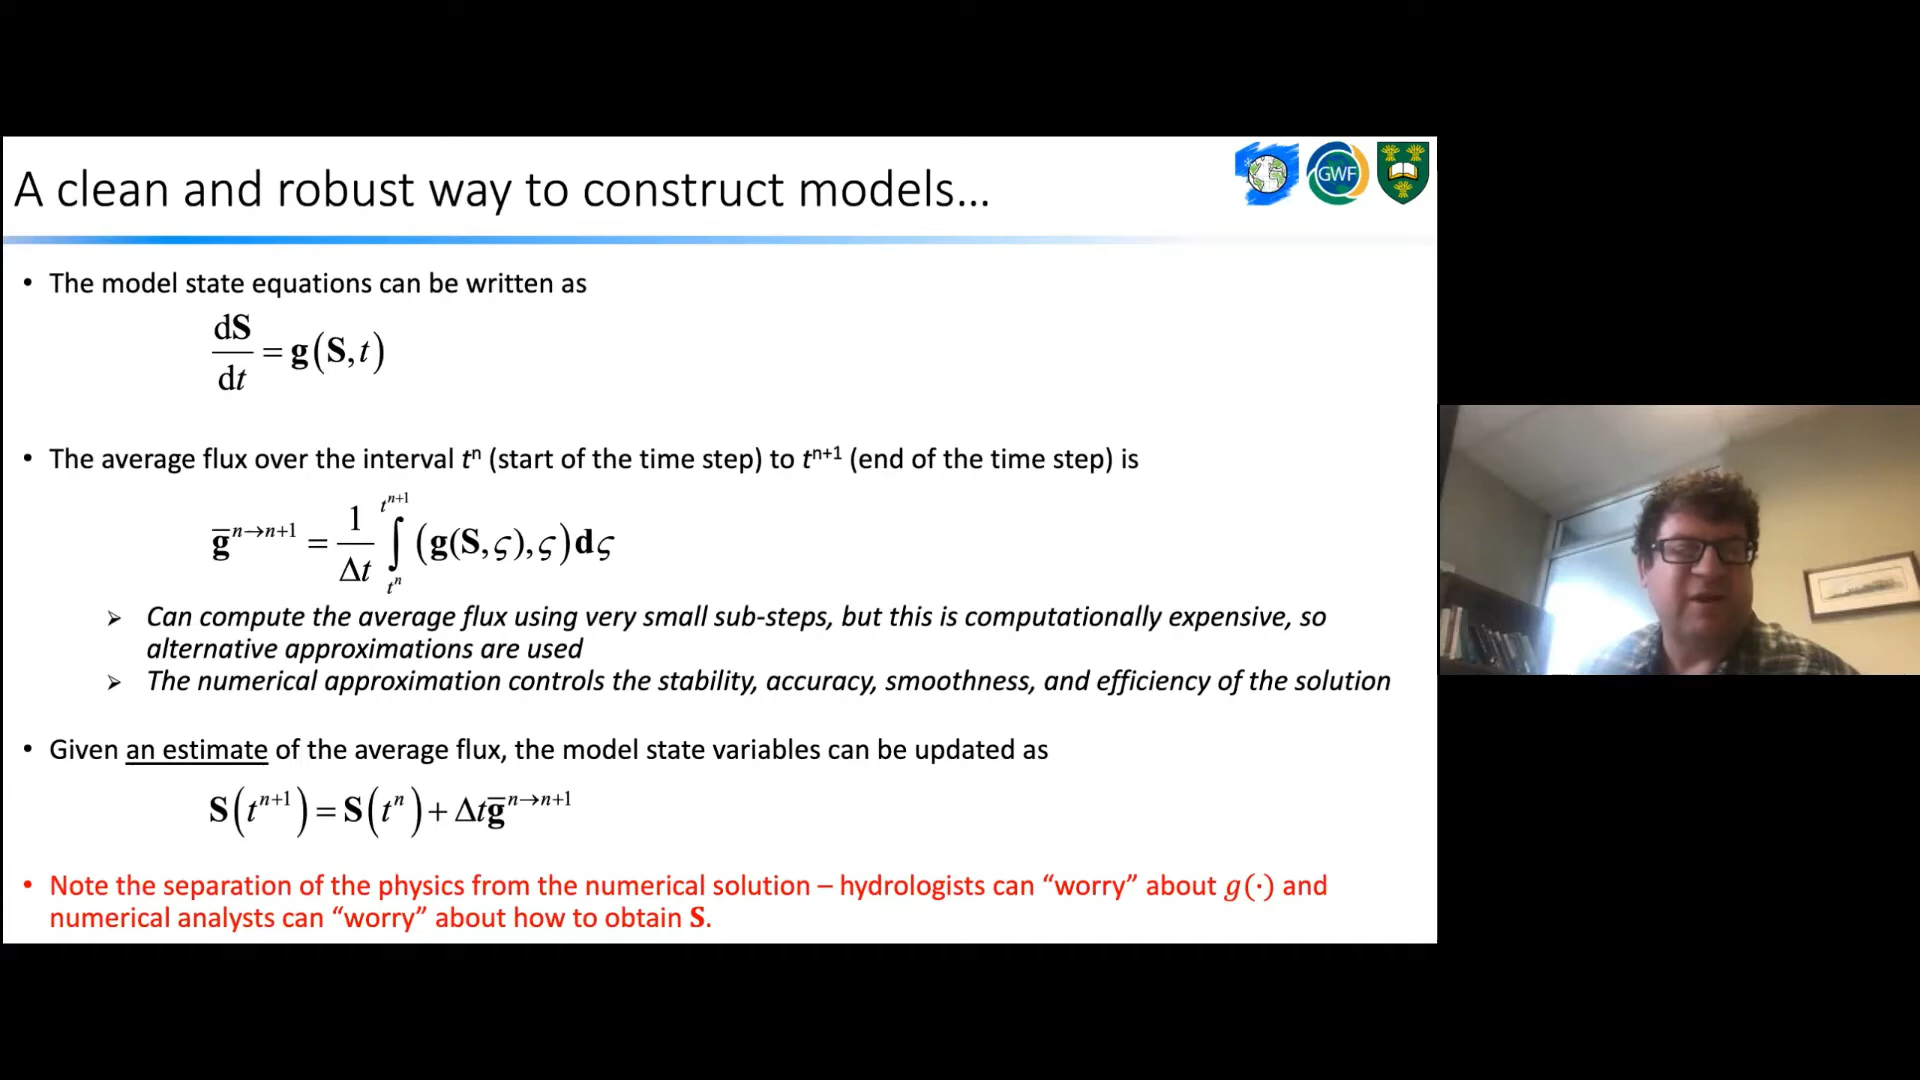 A clean and robust way to construct models...
GWF
• The model state equations can be written as
dS/dt = g(S,t)
• The average flux over the interval tⁿ (start of the time step) to tⁿ⁺¹ (end of the time step) is
g̅ⁿ→ⁿ⁺¹ = 1/Δt ∫_{tⁿ}^{tⁿ⁺¹} (g(S,ς),ς)dς
➢ Can compute the average flux using very small sub-steps, but this is computationally expensive, so
alternative approximations are used
➢ The numerical approximation controls the stability, accuracy, smoothness, and efficiency of the solution
• Given an estimate of the average flux, the model state variables can be updated as
S(tⁿ⁺¹) = S(tⁿ) + Δtg̅ⁿ→ⁿ⁺¹
• Note the separation of the physics from the numerical solution – hydrologists can “worry” about g(·) and
numerical analysts can “worry” about how to obtain S.